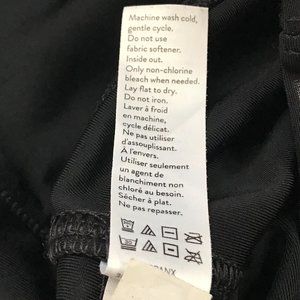 Machine wash cold,
gentle cycle.
Do not use
fabric softener.
Inside out.
Only non-chlorine
bleach when needed.
Lay flat to dry.
Do not iron.
Laver à froid
en machine,
cycle délicat.
Ne pas utiliser
d'assouplissant.
À l'envers.
Utiliser seulement
un agent de
blanchiment non
chloré au besoin.
Sécher à plat.
Ne pas repasser.